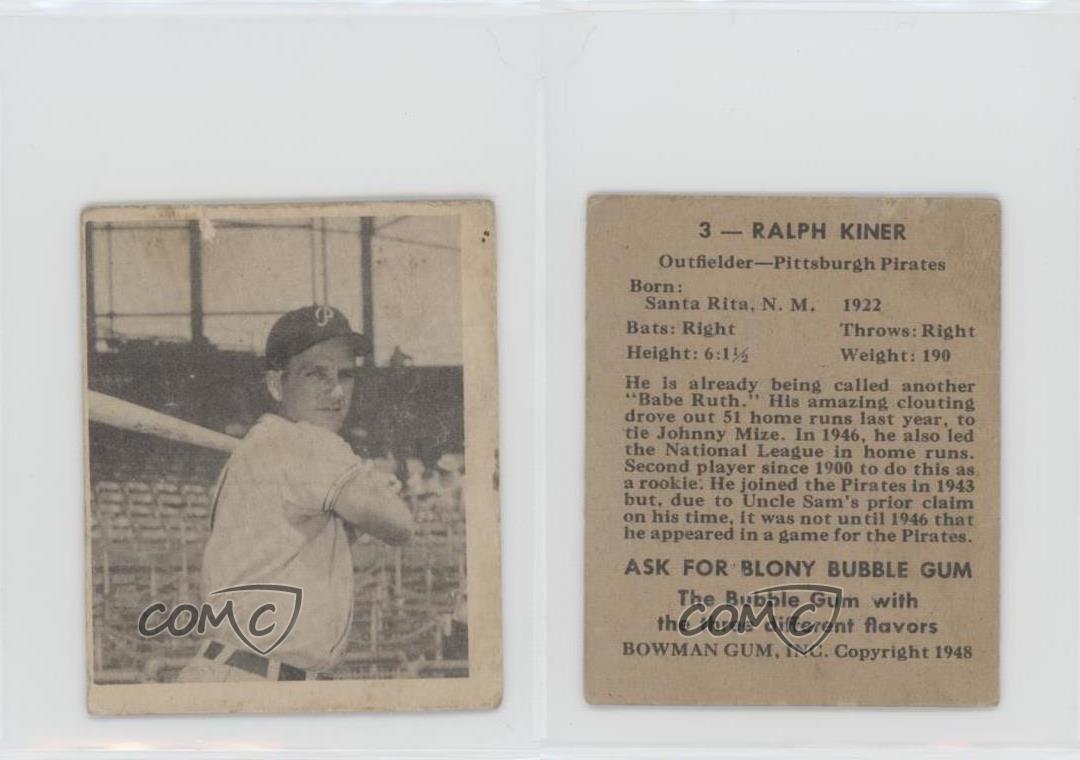 P
COMC
3 — RALPH KINER
Outfielder—Pittsburgh Pirates
Born:
Santa Rita, N. M. 1922
Bats: Right Throws: Right
Height: 6:1½ Weight: 190
He is already being called another
"Babe Ruth." His amazing clouting
drove out 51 home runs last year, to
tie Johnny Mize. In 1946, he also led
the National League in home runs.
Second player since 1900 to do this as
a rookie. He joined the Pirates in 1943
but, due to Uncle Sam's prior claim
on his time, it was not until 1946 that
he appeared in a game for the Pirates.
ASK FOR BLONY BUBBLE GUM
The Bubble Gum with
the three different flavors
COMC
BOWMAN GUM, INC. Copyright 1948